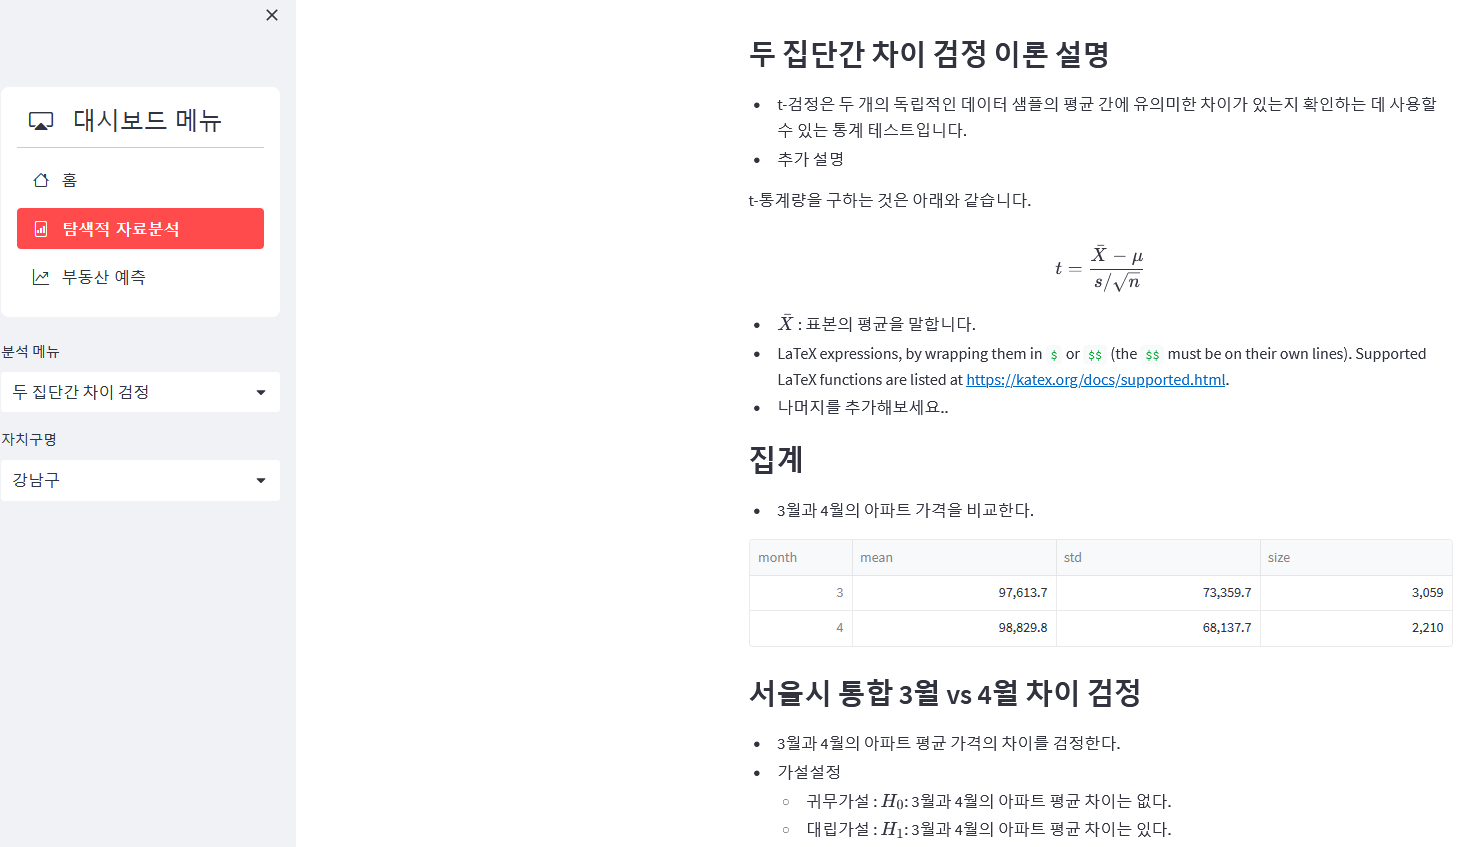 대시보드 메뉴
홈
탐색적 자료분석
부동산 예측
분석 메뉴
두 집단간 차이 검정
자치구명
강남구
두 집단간 차이 검정 이론 설명
• t-검정은 두 개의 독립적인 데이터 샘플의 평균 간에 유의미한 차이가 있는지 확인하는 데 사용할
수 있는 통계 테스트입니다.
• 추가 설명
t-통계량을 구하는 것은 아래와 같습니다.
t = (X̄ − μ) / (s/√n)
• X̄ : 표본의 평균을 말합니다.
• LaTeX expressions, by wrapping them in $ or $$ (the $$ must be on their own lines). Supported
LaTeX functions are listed at https://katex.org/docs/supported.html.
• 나머지를 추가해보세요..
집계
• 3월과 4월의 아파트 가격을 비교한다.
month mean std size
3 97,613.7 73,359.7 3,059
4 98,829.8 68,137.7 2,210
서울시 통합 3월 vs 4월 차이 검정
• 3월과 4월의 아파트 평균 가격의 차이를 검정한다.
• 가설설정
○ 귀무가설 : H₀: 3월과 4월의 아파트 평균 차이는 없다.
○ 대립가설 : H₁: 3월과 4월의 아파트 평균 차이는 있다.